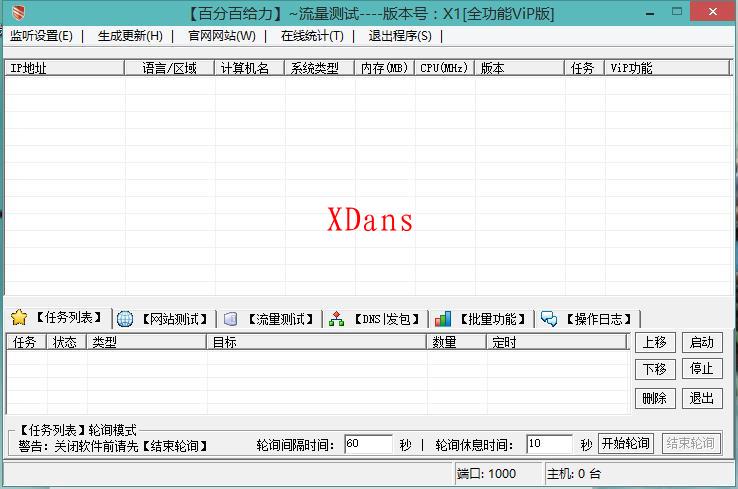 【百分百给力】~流量测试----版本号：X1[全功能ViP版]
监听设置(E) | 生成更新(H) | 官网网站(W) | 在线统计(T) | 退出程序(S) |
IP地址 语言/区域 计算机名 系统类型 内存(MB) CPU(MHz) 版本 任务 ViP功能
XDans
【任务列表】 【网站测试】 【流量测试】 【DNS|发包】 【批量功能】 【操作日志】
任务 状态 类型 目标 数量 定时
上移 启动
下移 停止
删除 退出
【任务列表】轮询模式
警告：关闭软件前请先【结束轮询】 轮询间隔时间： 60 秒 | 轮询休息时间： 10 秒 开始轮询 结束轮询
端口: 1000 主机: 0 台